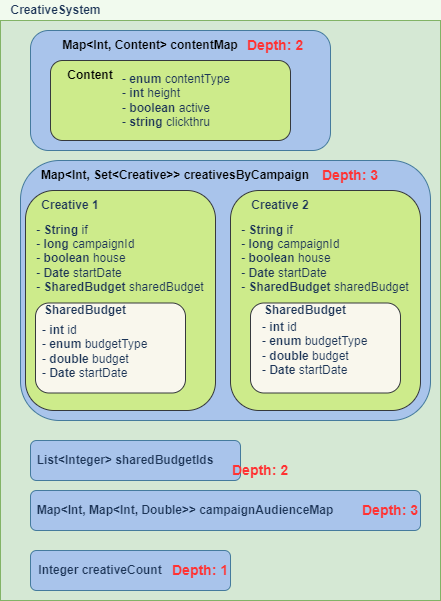 CreativeSystem
Map<Int, Content> contentMap Depth: 2
Content
- enum contentType
- int height
- boolean active
- string clickthru
Map<Int, Set<Creative>> creativesByCampaign Depth: 3
Creative 1
- String if
- long campaignId
- boolean house
- Date startDate
- SharedBudget sharedBudget
SharedBudget
- int id
- enum budgetType
- double budget
- Date startDate
Creative 2
- String if
- long campaignId
- boolean house
- Date startDate
- SharedBudget sharedBudget
SharedBudget
- int id
- enum budgetType
- double budget
- Date startDate
List<Integer> sharedBudgetIds
Depth: 2
Map<Int, Map<Int, Double>> campaignAudienceMap Depth: 3
Integer creativeCount Depth: 1